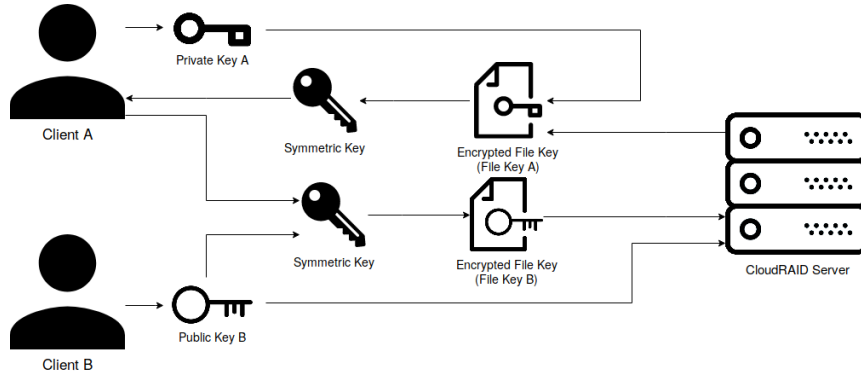 Private Key A
Client A
Symmetric Key
Encrypted File Key
(File Key A)
Symmetric Key
Encrypted File Key
(File Key B)
CloudRAID Server
Public Key B
Client B